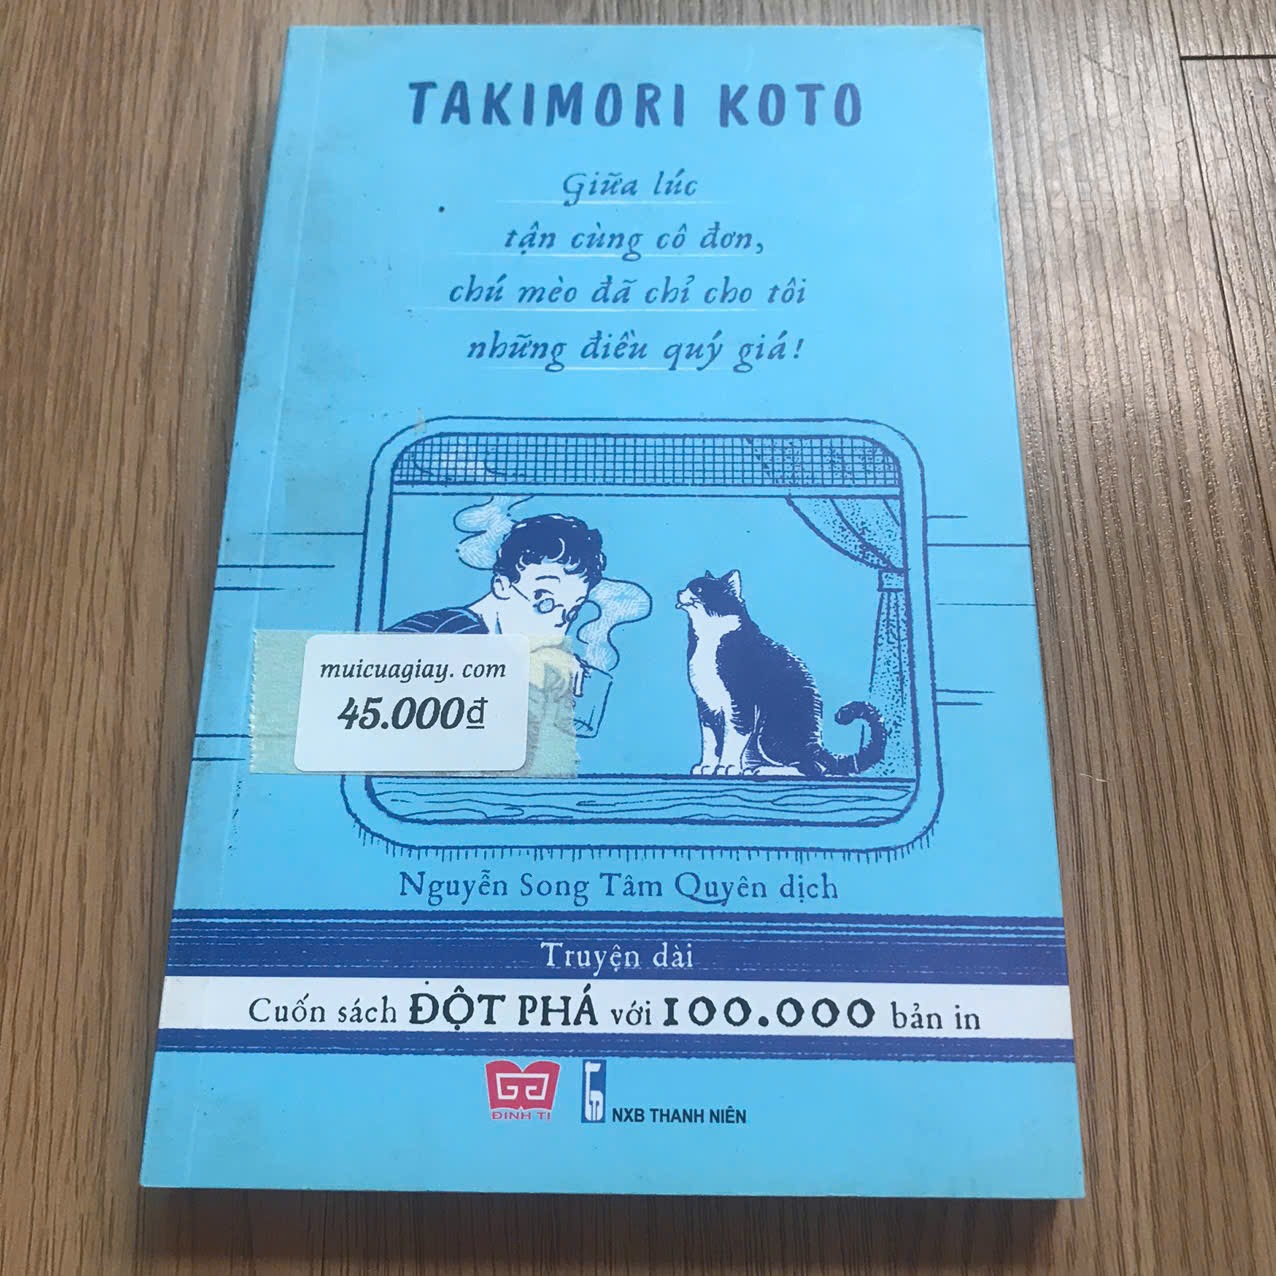 TAKIMORI KOTO
Giữa lúc
tận cùng cô đơn,
chú mèo đã chỉ cho tôi
những điều quý giá!
muicuagiay. com
45.000₫
Nguyễn Song Tâm Quyên dịch
Truyện dài
Cuốn sách ĐỘT PHÁ với 100.000 bản in
ĐINH TỊ
NXB THANH NIÊN